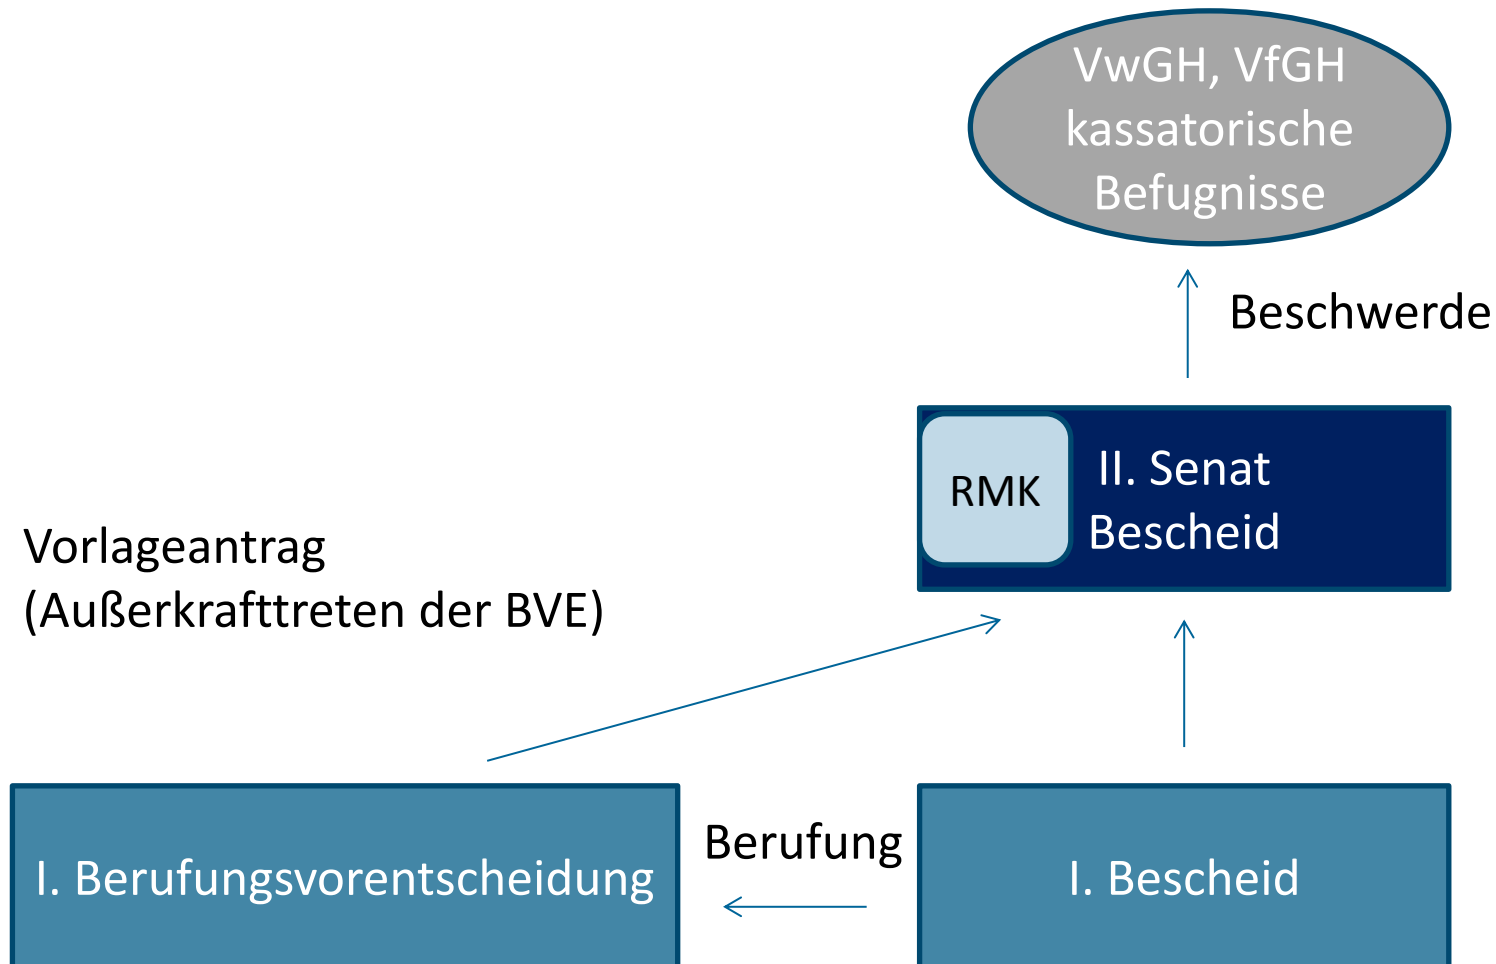 VwGH, VfGH
kassatorische
Befugnisse
Beschwerde
RMK
II. Senat
Bescheid
Vorlageantrag
(Außerkrafttreten der BVE)
I. Berufungsvorentscheidung
Berufung
I. Bescheid